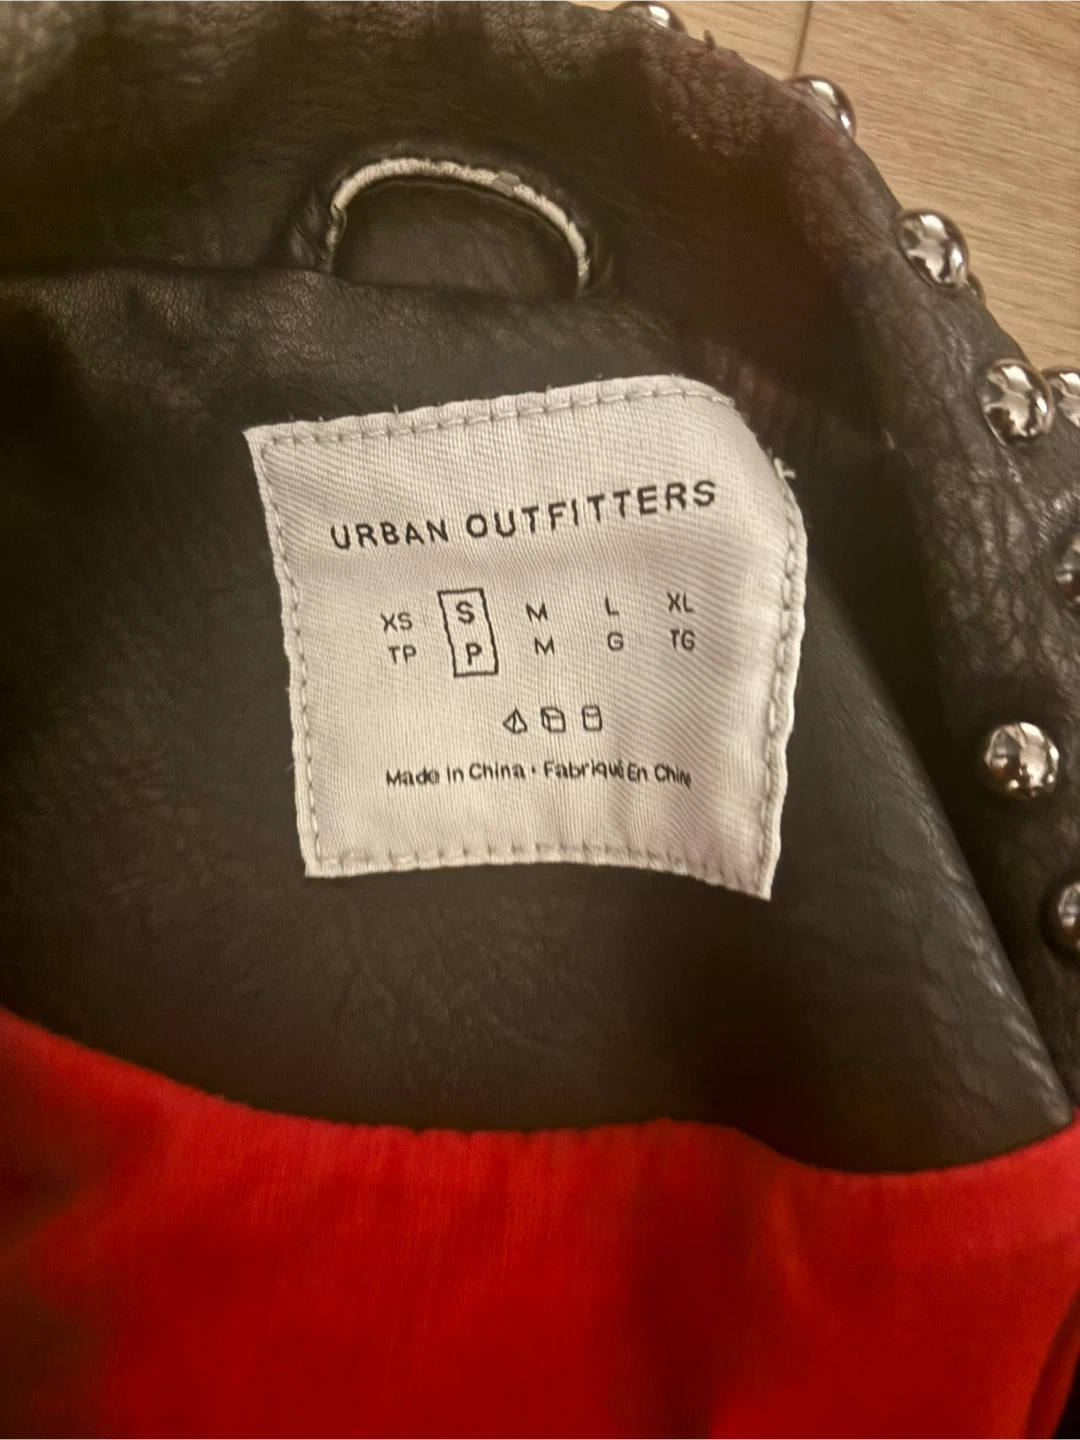 URBAN OUTFITTERS
XS S M L XL
TP P M G TG
Made In China · Fabriqué En Chine